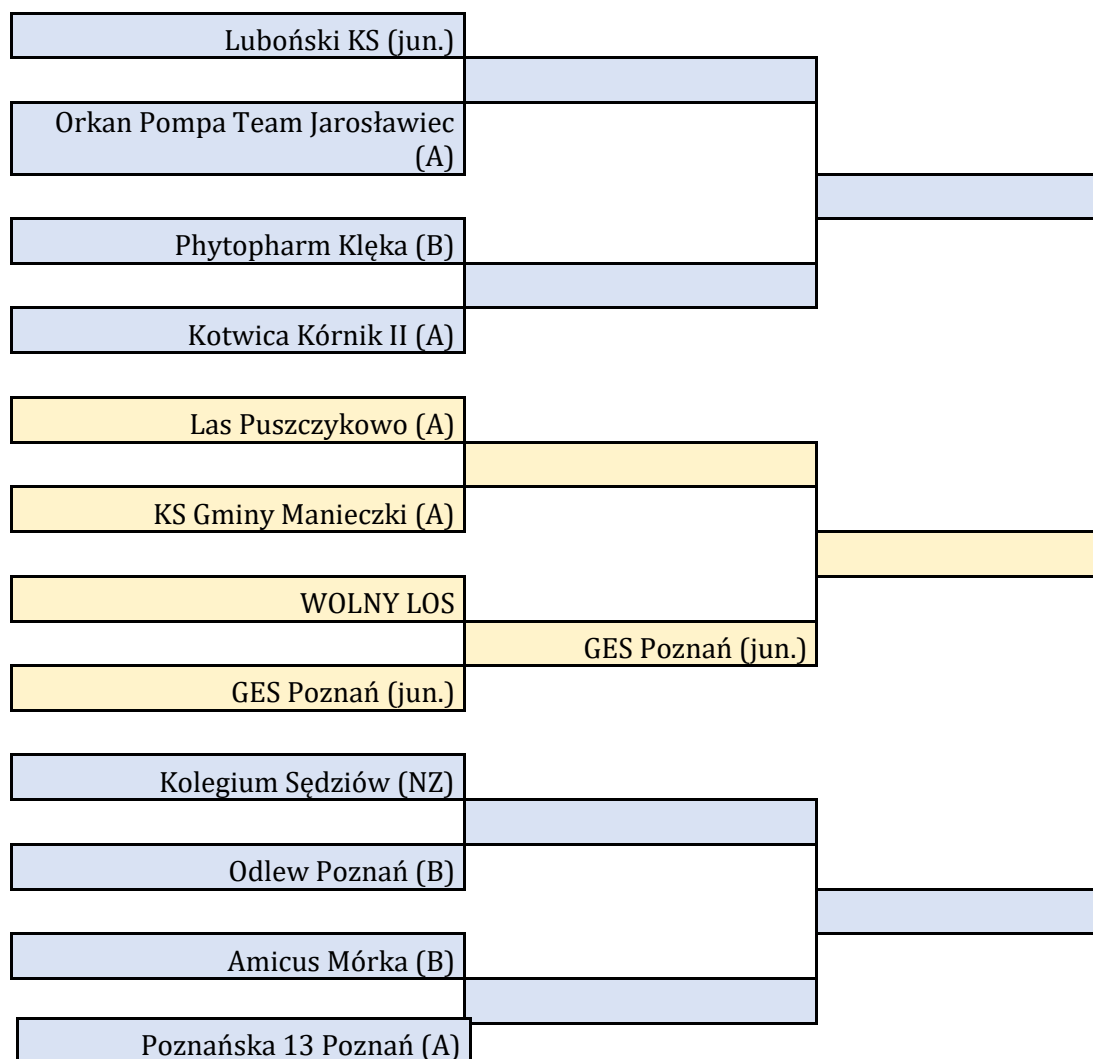 Luboński KS (jun.)
Orkan Pompa Team Jarosławiec
(A)
Phytopharm Klęka (B)
Kotwica Kórnik II (A)
Las Puszczykowo (A)
KS Gminy Manieczki (A)
WOLNY LOS
GES Poznań (jun.)
GES Poznań (jun.)
Kolegium Sędziów (NZ)
Odlew Poznań (B)
Amicus Mórka (B)
Poznańska 13 Poznań (A)